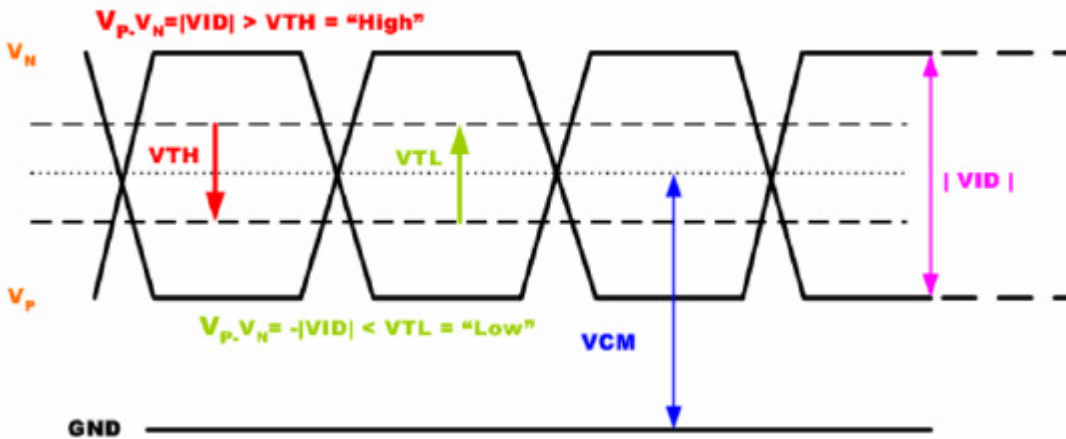 VP-VN=|VID| > VTH = “High”
VN
VTH
VTL
| VID |
VP
VP-VN= -|VID| < VTL = “Low”
VCM
GND